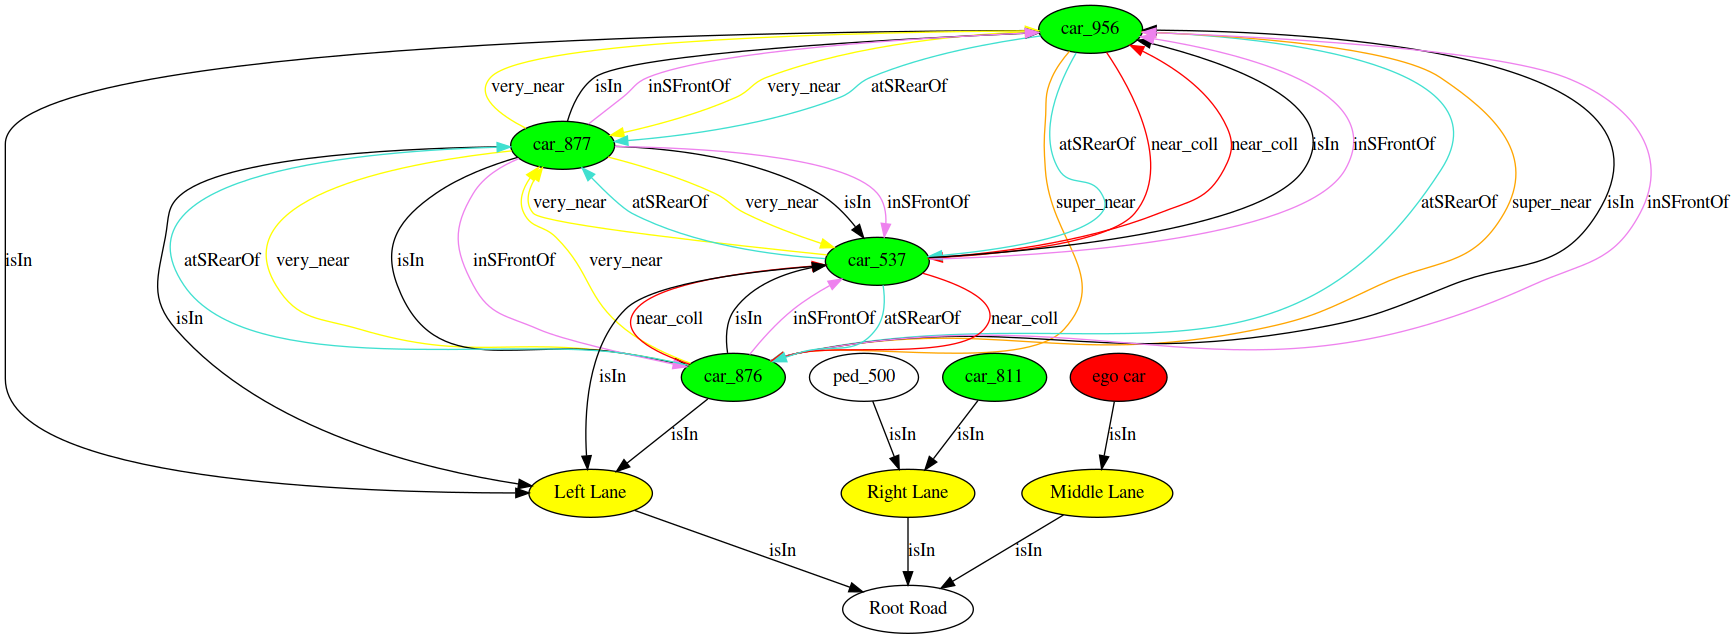 car_956
very_near isIn inSFrontOf very_near atSRearOf
car_877
atSRearOf near_coll near_coll isIn inSFrontOf
very_near atSRearOf very_near isIn inSFrontOf super_near atSRearOf super_near isIn inSFrontOf
isIn atSRearOf very_near isIn inSFrontOf very_near car_537
isIn near_coll isIn inSFrontOf atSRearOf near_coll
isIn car_876 ped_500 car_811 ego car
isIn isIn isIn isIn
Left Lane Right Lane Middle Lane
isIn isIn isIn
Root Road